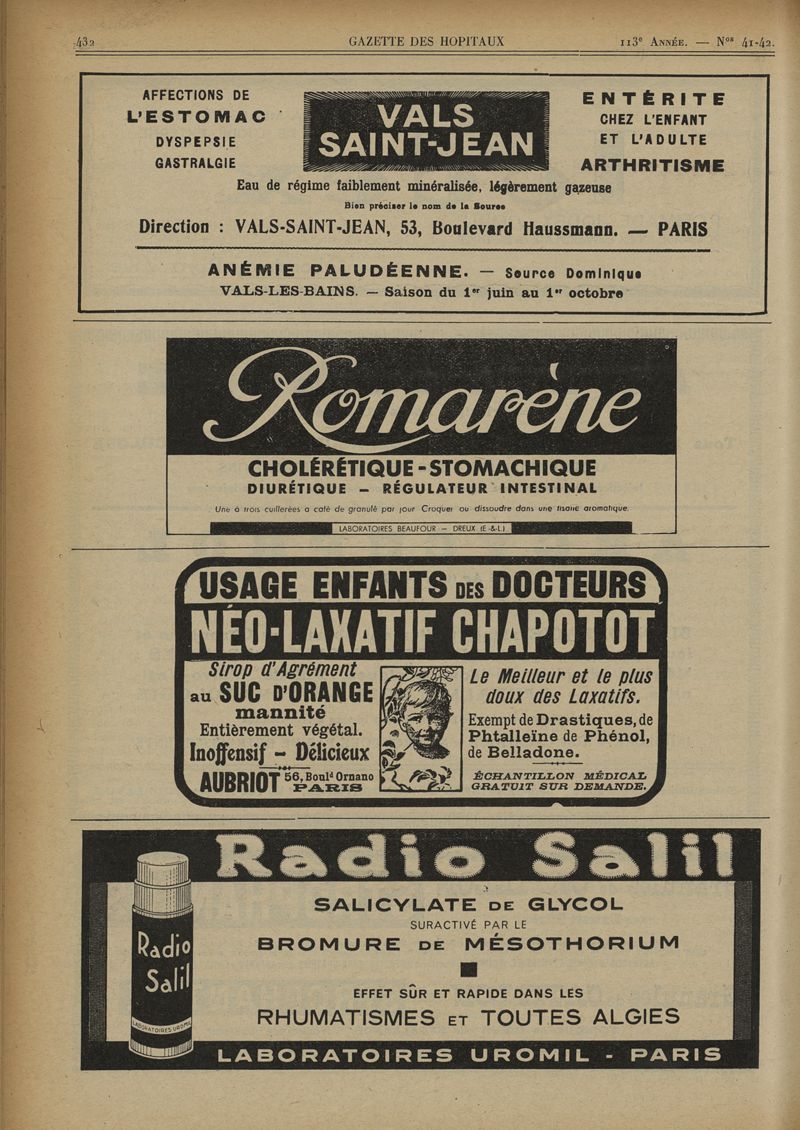 432
GAZETTE DES HOPITAUX
113e ANNÉE. — Nos 41-42.
AFFECTIONS DE
L'ESTOMAC
DYSPEPSIE
GASTRALGIE
VALS
SAINT-JEAN
ENTÉRITE
CHEZ L'ENFANT
ET L'ADULTE
ARTHRITISME
Eau de régime faiblement minéralisée, légèrement gazeuse
Bien préciser le nom de la Source
Direction : VALS-SAINT-JEAN, 53, Boulevard Haussmann. — PARIS
ANÉMIE PALUDÉENNE. — Source Dominique
VALS-LES-BAINS. — Saison du 1er juin au 1er octobre
Romarène
CHOLÉRÉTIQUE - STOMACHIQUE
DIURÉTIQUE — RÉGULATEUR INTESTINAL
Une à trois cuillerées a café de granulé par jour Croquer ou dissoudre dans une tisane aromatique.
LABORATOIRES BEAUFOUR — DREUX (E.-&-L.)
USAGE ENFANTS DES DOCTEURS
NÉO-LAXATIF CHAPOTOT
Sirop d'Agrément
au SUC D'ORANGE
mannité
Entièrement végétal.
Inoffensif - Délicieux
AUBRIOT 56, Bould Ornano
PARIS
Le Meilleur et le plus
doux des Laxatifs.
Exempt de Drastiques, de
Phtalleïne de Phénol,
de Belladone.
ÉCHANTILLON MÉDICAL
GRATUIT SUR DEMANDE.
Radio Salil
SALICYLATE DE GLYCOL
SURACTIVÉ PAR LE
BROMURE DE MÉSOTHORIUM
EFFET SÛR ET RAPIDE DANS LES
RHUMATISMES ET TOUTES ALGIES
Radio
Salil
LABORATOIRES UROMIL
LABORATOIRES UROMIL - PARIS